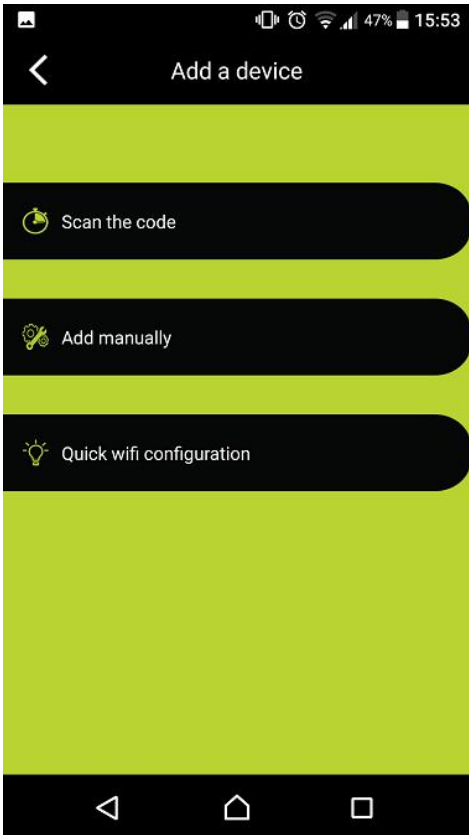 47% 15:53
Add a device
Scan the code
Add manually
Quick wifi configuration